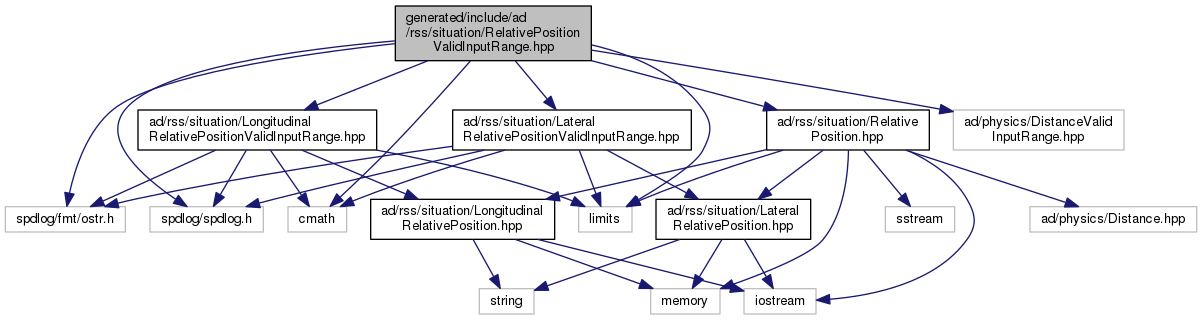 generated/include/ad
/rss/situation/RelativePosition
ValidInputRange.hpp
ad/rss/situation/Longitudinal
RelativePositionValidInputRange.hpp
ad/rss/situation/Lateral
RelativePositionValidInputRange.hpp
ad/rss/situation/Relative
Position.hpp
ad/physics/DistanceValid
InputRange.hpp
spdlog/fmt/ostr.h
spdlog/spdlog.h
cmath
ad/rss/situation/Longitudinal
RelativePosition.hpp
limits
ad/rss/situation/Lateral
RelativePosition.hpp
sstream
ad/physics/Distance.hpp
string
memory
iostream